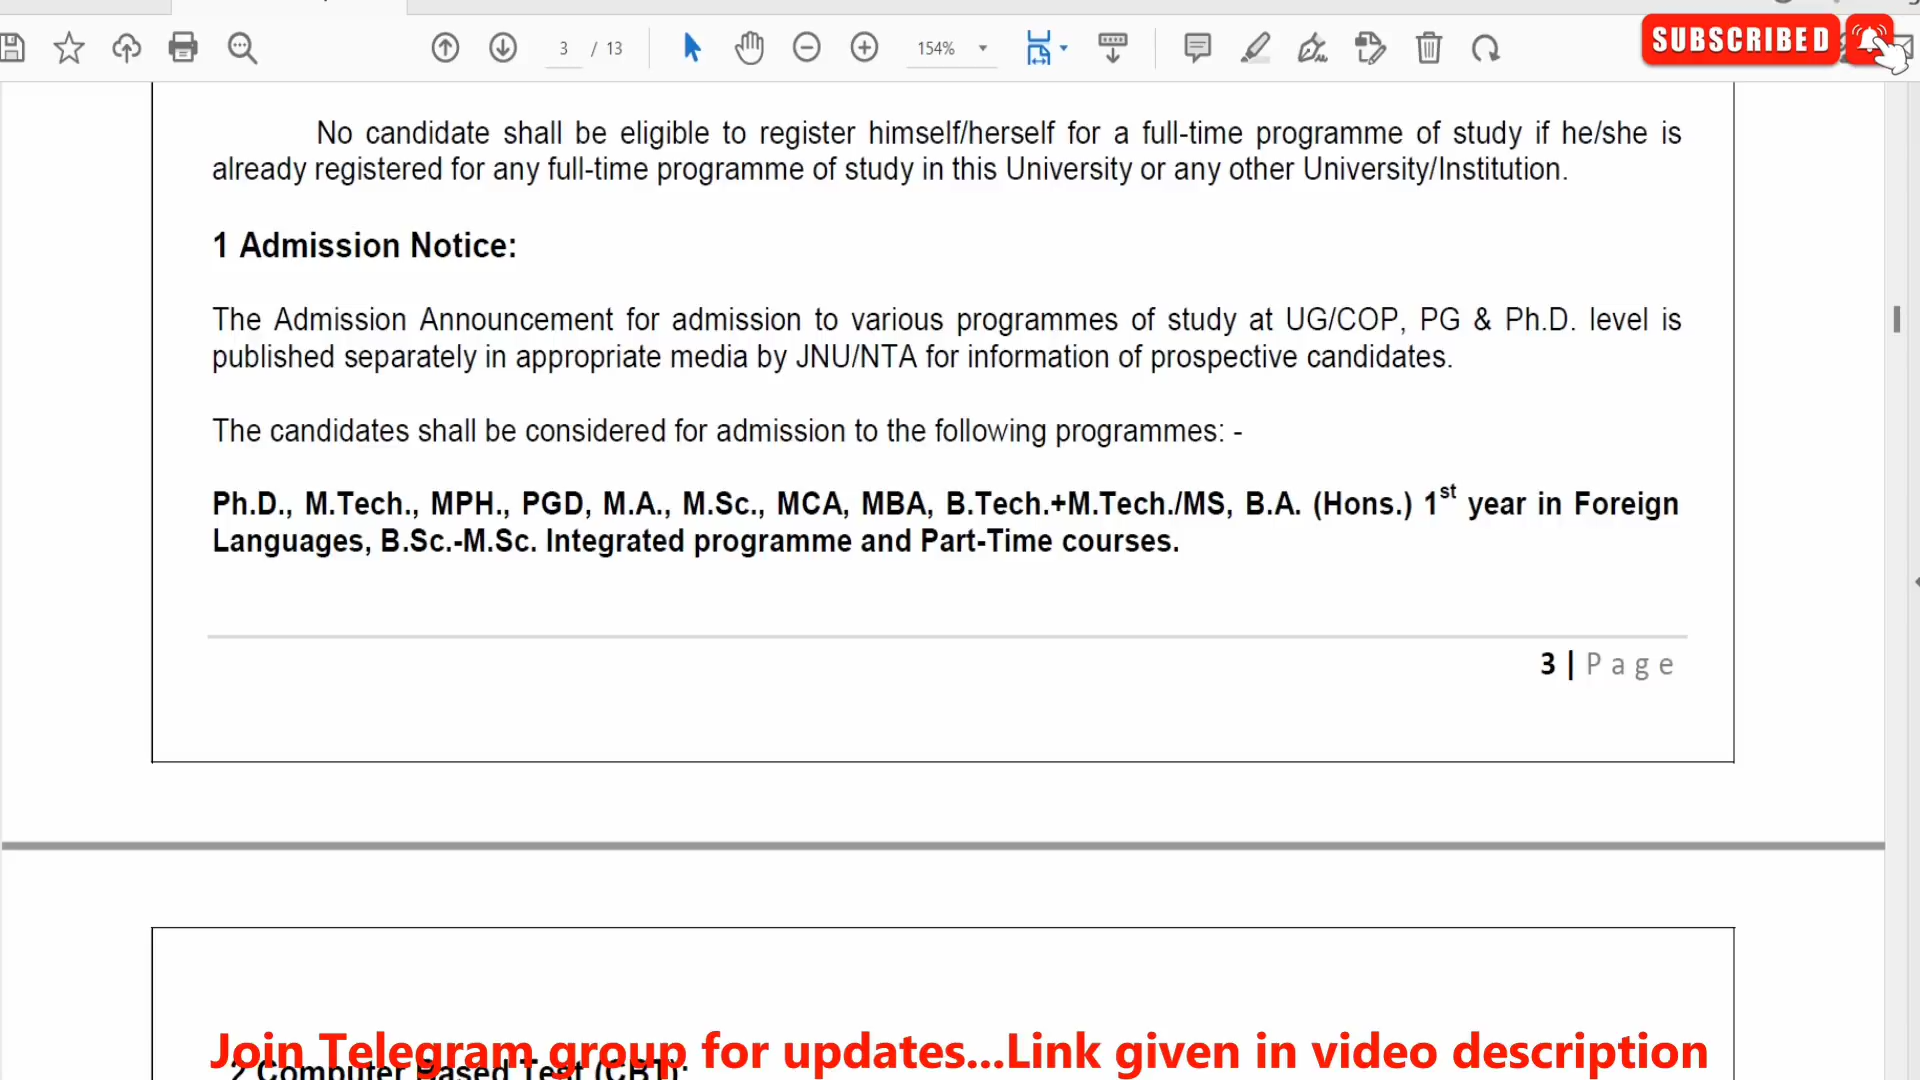 3 / 13
154%
SUBSCRIBED
No candidate shall be eligible to register himself/herself for a full-time programme of study if he/she is
already registered for any full-time programme of study in this University or any other University/Institution.
1 Admission Notice:
The Admission Announcement for admission to various programmes of study at UG/COP, PG & Ph.D. level is
published separately in appropriate media by JNU/NTA for information of prospective candidates.
The candidates shall be considered for admission to the following programmes: -
Ph.D., M.Tech., MPH., PGD, M.A., M.Sc., MCA, MBA, B.Tech.+M.Tech./MS, B.A. (Hons.) 1st year in Foreign
Languages, B.Sc.-M.Sc. Integrated programme and Part-Time courses.
3 | Page
Join Telegram group for updates...Link given in video description
2 Computer Based Test (CBT):